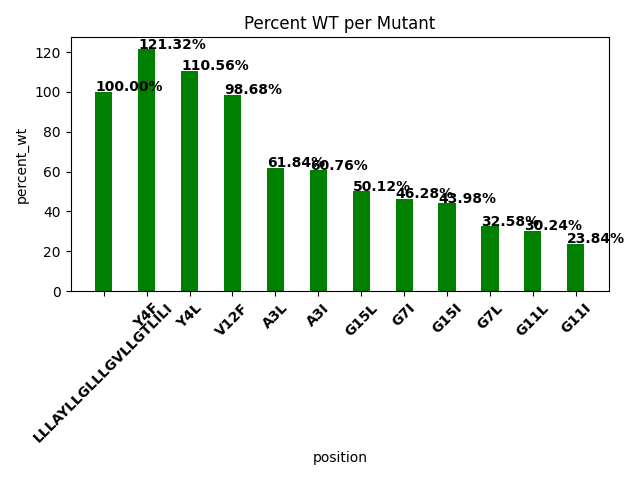 Percent WT per Mutant
percent_wt
120
100
80
60
40
20
0
100.00%
121.32%
110.56%
98.68%
61.84%
60.76%
50.12%
46.28%
43.98%
32.58%
30.24%
23.84%
LLLAYLLGLLLGVLLGTLILI
Y4F
Y4L
V12F
A3L
A3I
G15L
G7I
G15I
G7L
G11L
G11I
position